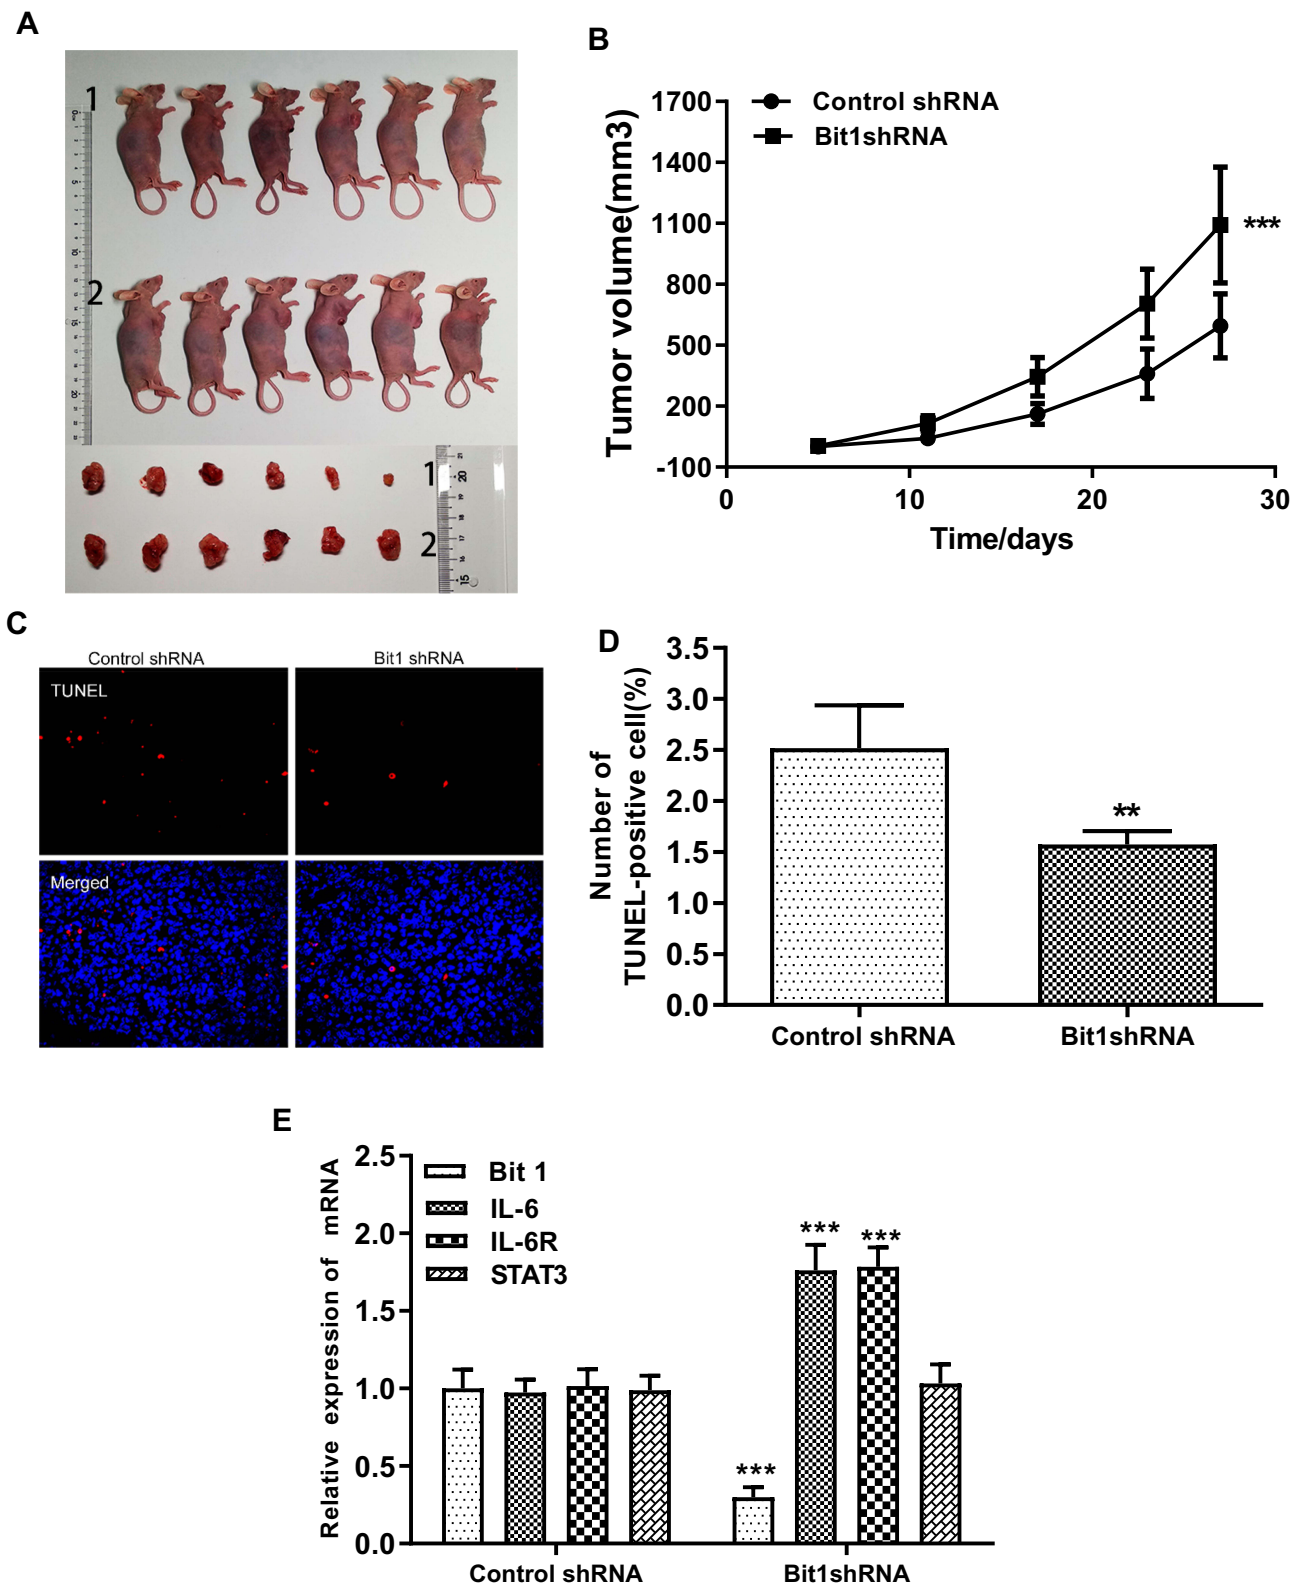 A
1
2
1
2
20
15
B
Tumor volume(mm3)
1700
1400
1100
800
500
200
-100
Control shRNA
Bit1shRNA
***
0
10
20
30
Time/days
C
Control shRNA
Bit1 shRNA
TUNEL
Merged
D
Number of
TUNEL-positive cell(%)
3.5
3.0
2.5
2.0
1.5
1.0
0.5
0.0
**
Control shRNA
Bit1shRNA
E
Relative expression of mRNA
2.5
2.0
1.5
1.0
0.5
0.0
Bit 1
IL-6
IL-6R
STAT3
***
***
***
Control shRNA
Bit1shRNA